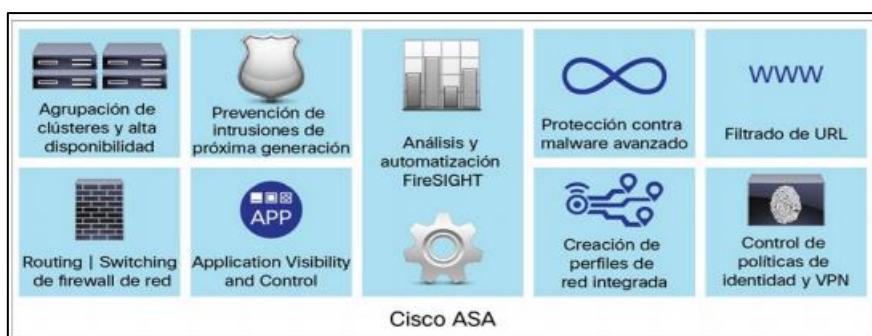 Agrupación de
clústeres y alta
disponibilidad
Prevención de
intrusiones de
próxima generación
Análisis y
automatización
FireSIGHT
Protección contra
malware avanzado
www
Filtrado de URL
Routing | Switching
de firewall de red
APP
Application Visibility
and Control
Creación de
perfiles de
red integrada
Control de
políticas de
identidad y VPN
Cisco ASA